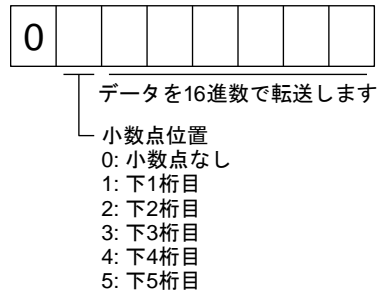 0
データを16進数で転送します
小数点位置
0: 小数点なし
1: 下1桁目
2: 下2桁目
3: 下3桁目
4: 下4桁目
5: 下5桁目